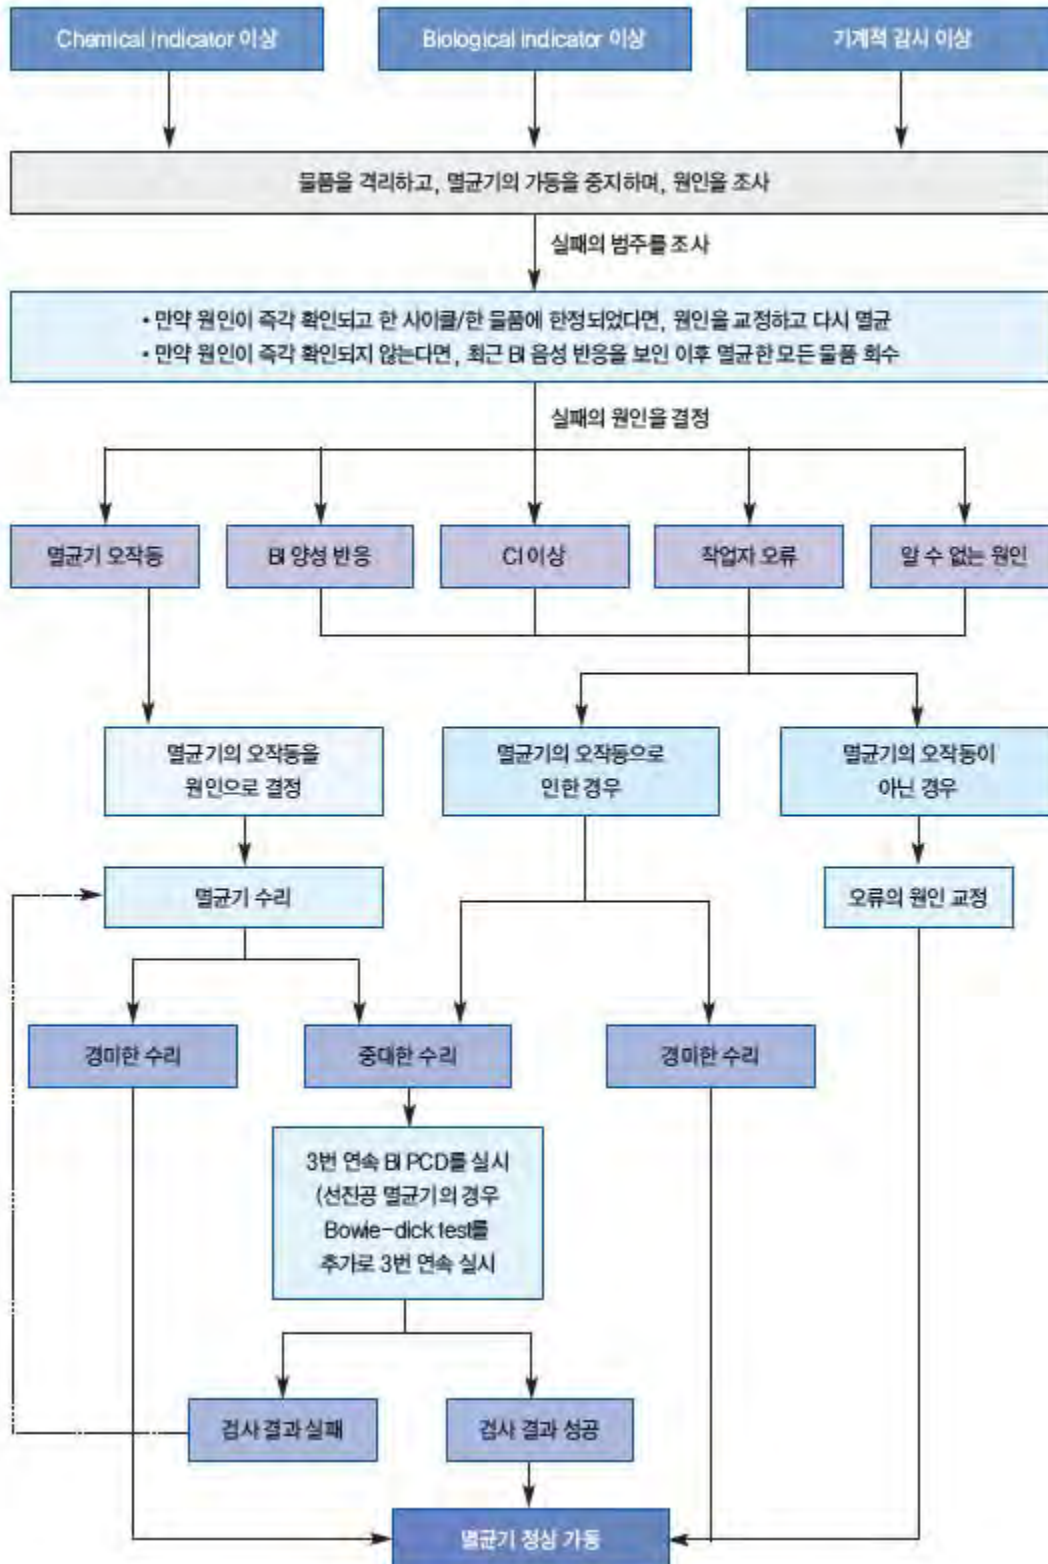 Chemical indicator 이상
Biological indicator 이상
기계적 감시 이상
물품을 격리하고, 멸균기의 가동을 중지하며, 원인을 조사
실패의 범주를 조사
• 만약 원인이 즉각 확인되고 한 사이클/한 물품에 한정되었다면, 원인을 교정하고 다시 멸균
• 만약 원인이 즉각 확인되지 않는다면, 최근 BI 음성 반응을 보인 이후 멸균한 모든 물품 회수
실패의 원인을 결정
멸균기 오작동
BI 양성 반응
CI 이상
작업자 오류
알 수 없는 원인
멸균기의 오작동을
원인으로 결정
멸균기의 오작동으로
인한 경우
멸균기의 오작동이
아닌 경우
멸균기 수리
오류의 원인 교정
경미한 수리
중대한 수리
경미한 수리
3번 연속 BI PCD를 실시
(선진공 멸균기의 경우
Bowie-dick test를
추가로 3번 연속 실시
검사 결과 실패
검사 결과 성공
멸균기 정상 가동